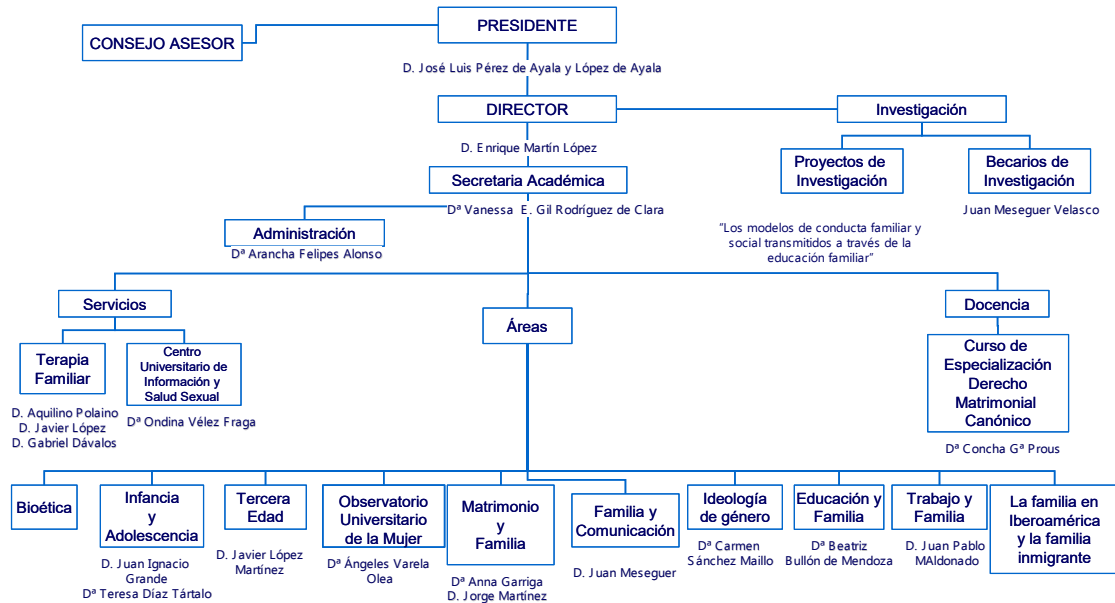 PRESIDENTE
CONSEJO ASESOR
D. José Luis Pérez de Ayala y López de Ayala
DIRECTOR
Investigación
D. Enrique Martín López
Proyectos de
Investigación
Becarios de
Investigación
Secretaria Académica
Dª Vanessa E. Gil Rodríguez de Clara
Juan Meseguer Velasco
Administración
Dª Arancha Felipes Alonso
"Los modelos de conducta familiar y
social transmitidos a través de la
educación familiar"
Servicios
Áreas
Docencia
Terapia
Familiar
Centro
Universitario de
Información y
Salud Sexual
Curso de
Especialización
Derecho
Matrimonial
Canónico
D. Aquilino Polaino
D. Javier López
D. Gabriel Dávalos
Dª Ondina Vélez Fraga
Dª Concha Gª Prous
Bioética
Infancia
y
Adolescencia
D. Juan Ignacio
Grande
Dª Teresa Díaz Tártalo
Tercera
Edad
D. Javier López
Martínez
Observatorio
Universitario
de la Mujer
Dª Ángeles Varela
Olea
Matrimonio
y
Familia
Dª Anna Garriga
D. Jorge Martínez
Familia y
Comunicación
D. Juan Meseguer
Ideología
de género
Dª Carmen
Sánchez Maillo
Educación y
Familia
Dª Beatriz
Bullón de Mendoza
Trabajo y
Familia
D. Juan Pablo
MAldonado
La familia en
Iberoamérica
y la familia
inmigrante